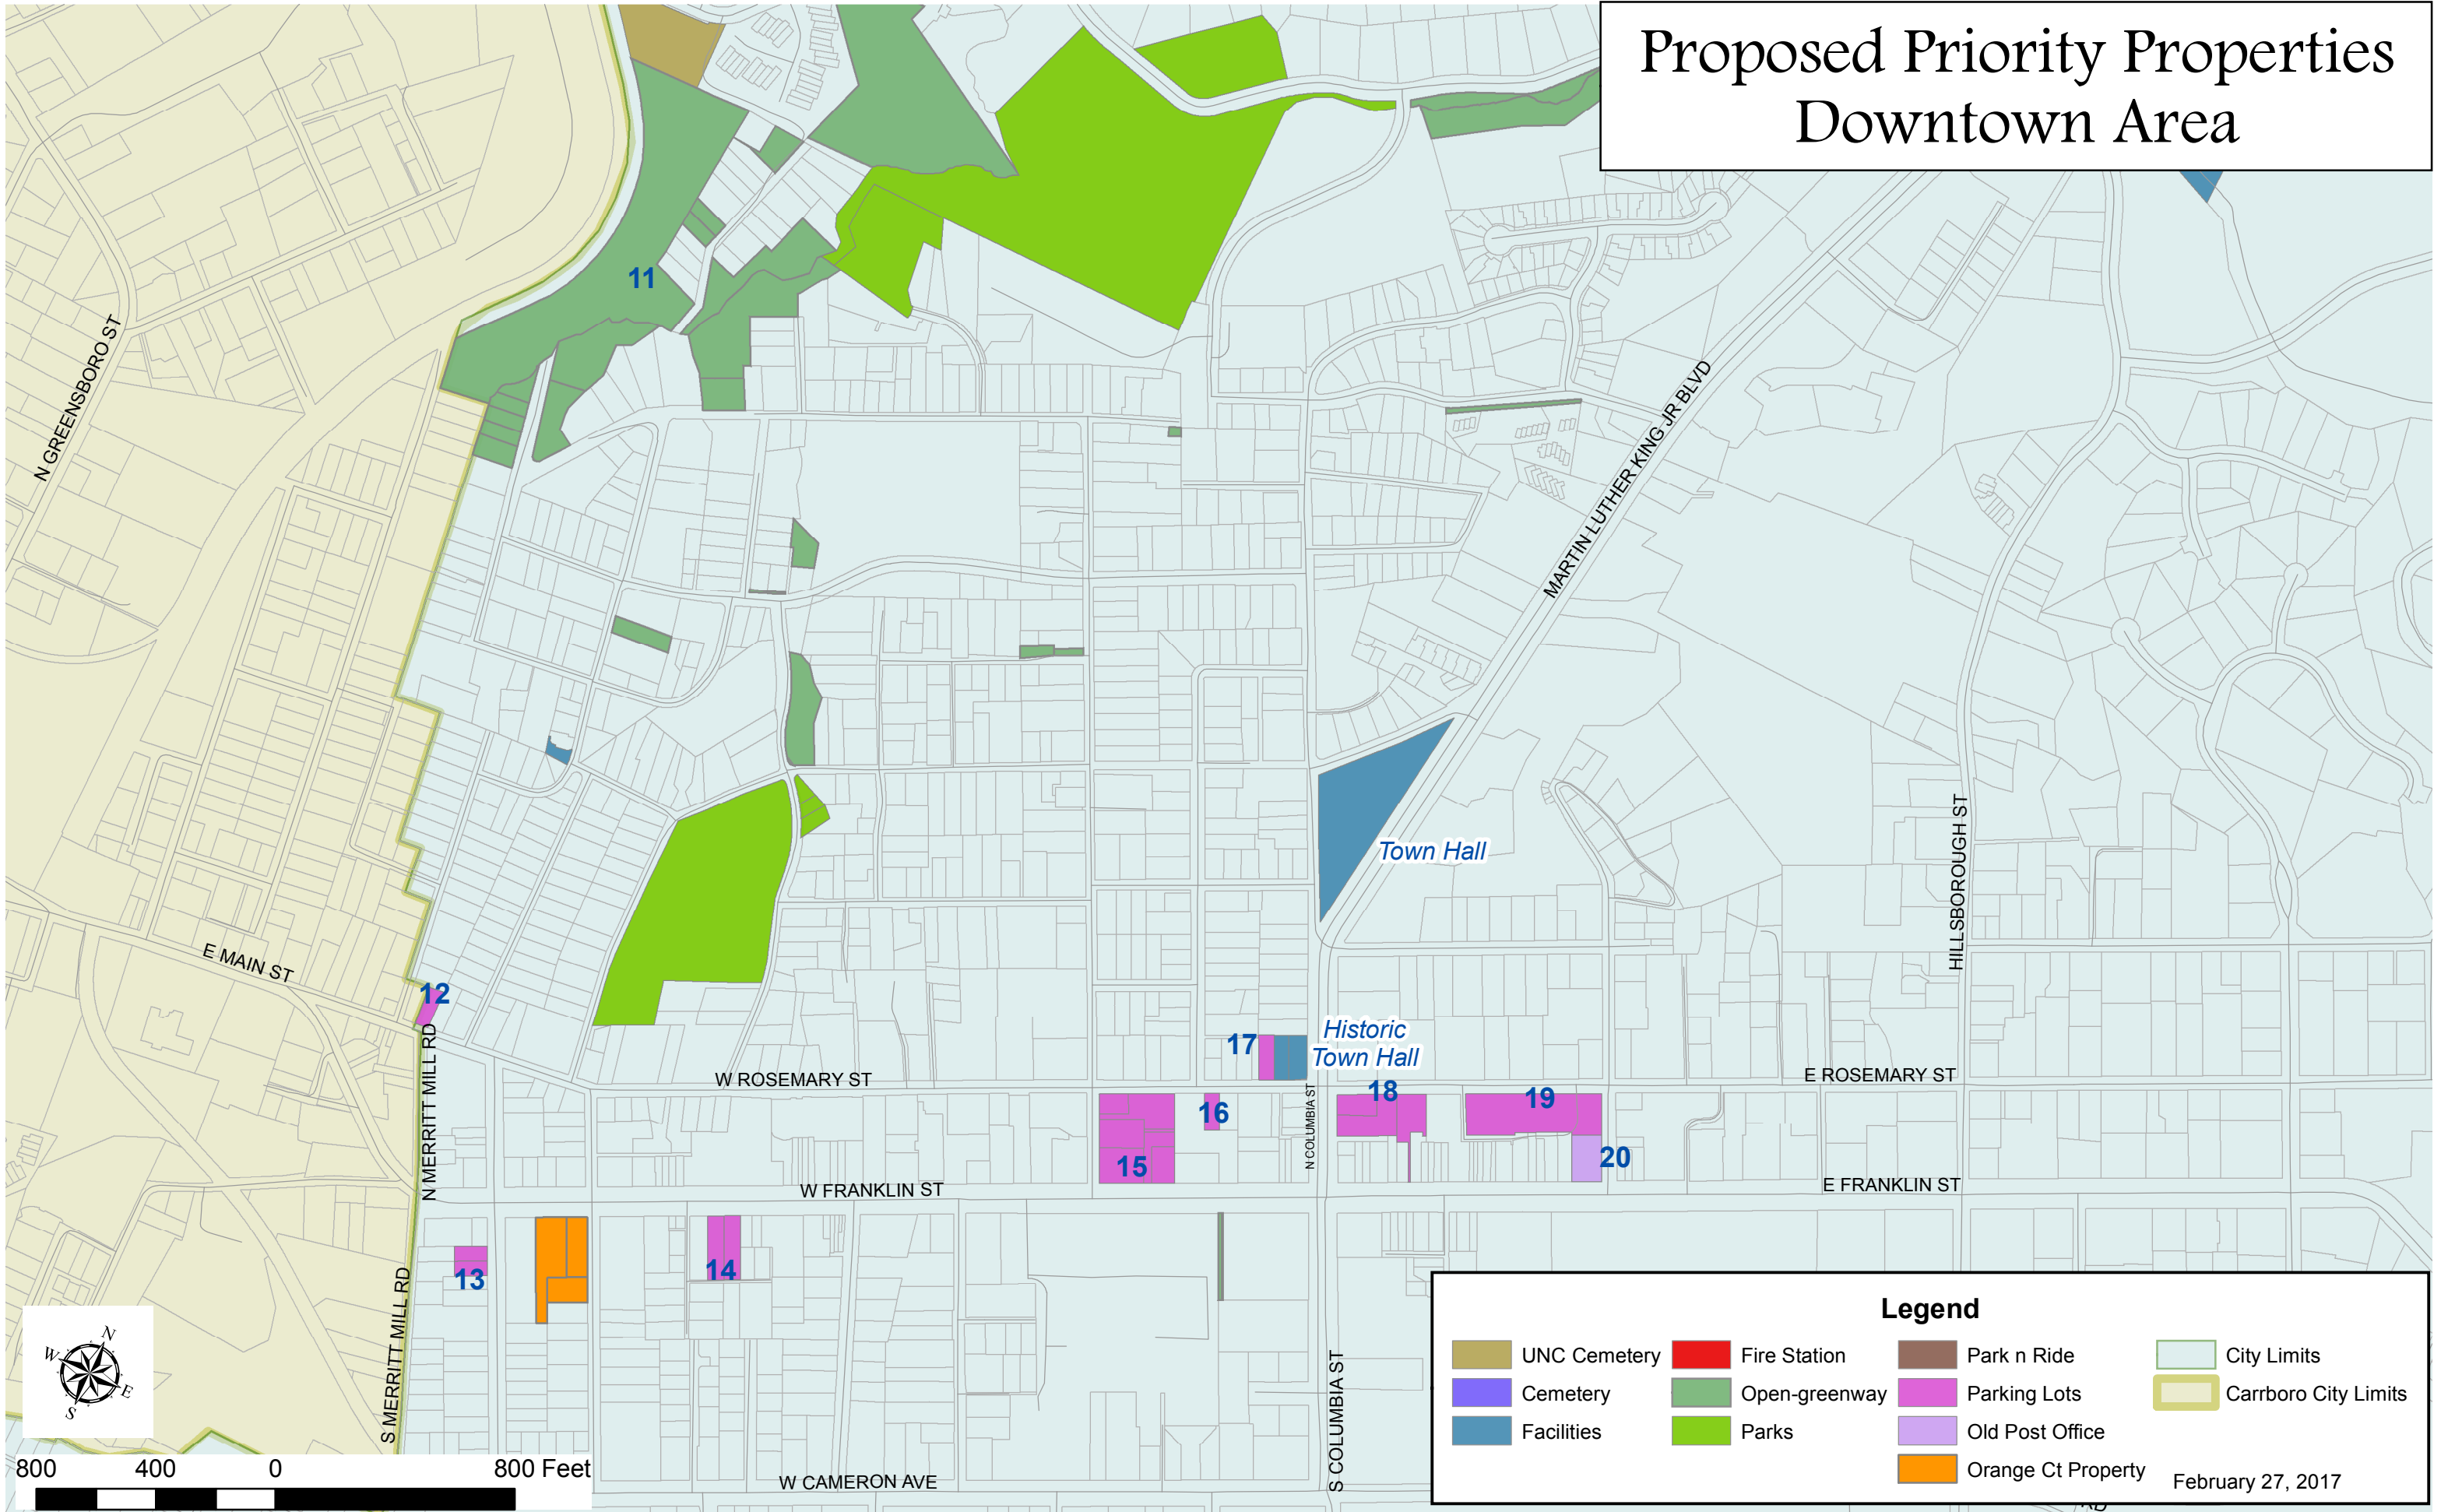 Proposed Priority Properties
Downtown Area
11
N GREENSBORO ST
MARTIN LUTHER KING JR BLVD
Town Hall
HILLSBOROUGH ST
E MAIN ST
12
N MERRITT MILL RD
17
Historic
Town Hall
W ROSEMARY ST
E ROSEMARY ST
N COLUMBIA ST
18
19
16
15
20
W FRANKLIN ST
E FRANKLIN ST
13
14
S MERRITT MILL RD
S COLUMBIA ST
W CAMERON AVE
N
W
E
S
800 400 0 800 Feet
Legend
UNC Cemetery
Cemetery
Facilities
Fire Station
Open-greenway
Parks
Park n Ride
Parking Lots
Old Post Office
Orange Ct Property
City Limits
Carrboro City Limits
February 27, 2017